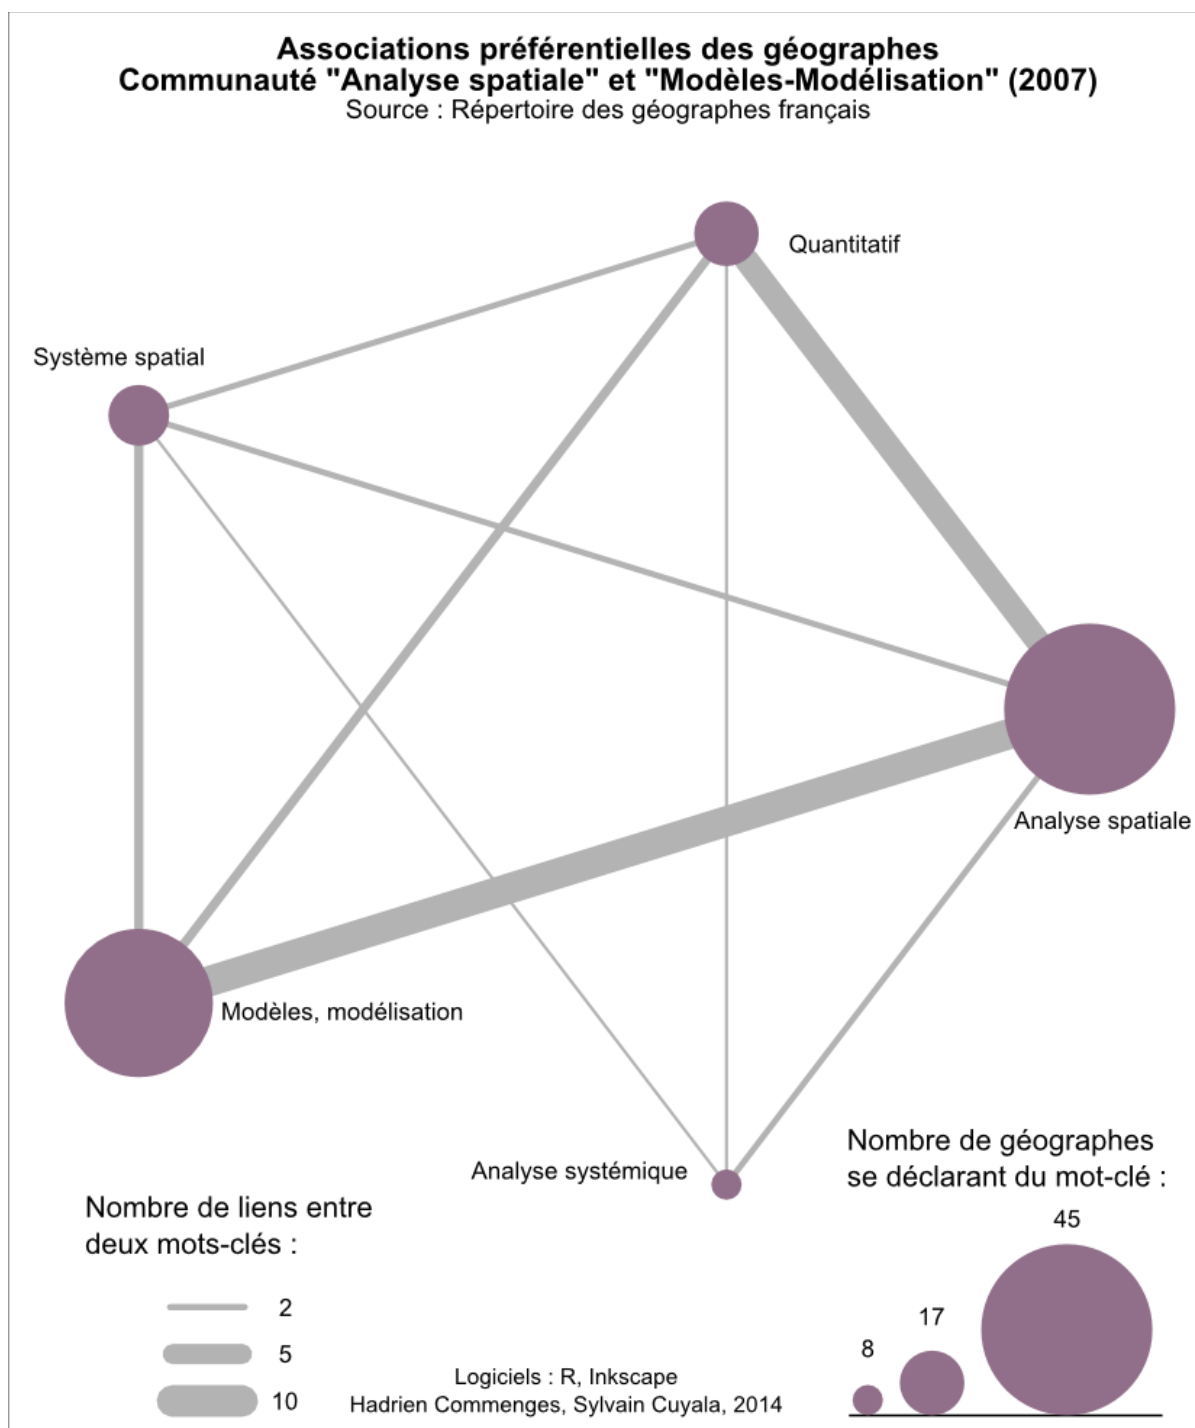 Associations préférentielles des géographes
Communauté "Analyse spatiale" et "Modèles-Modélisation" (2007)
Source : Répertoire des géographes français
Quantitatif
Système spatial
Analyse spatiale
Modèles, modélisation
Analyse systémique
Nombre de liens entre
deux mots-clés :
2
5
10
Nombre de géographes
se déclarant du mot-clé :
45
17
8
Logiciels : R, Inkscape
Hadrien Commenges, Sylvain Cuyala, 2014